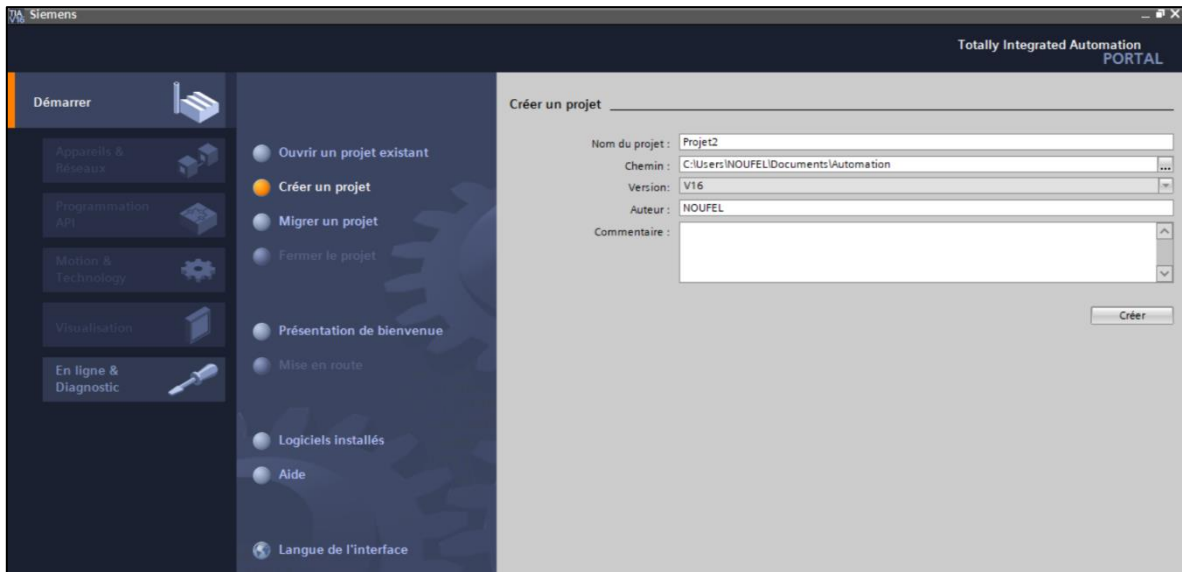 TIA V16 Siemens
Totally Integrated Automation
PORTAL
Démarrer
Appareils &
Réseaux
Programmation
API
Motion &
Technology
Visualisation
En ligne &
Diagnostic
Ouvrir un projet existant
Créer un projet
Migrer un projet
Fermer le projet
Présentation de bienvenue
Mise en route
Logiciels installés
Aide
Langue de l'interface
Créer un projet
Nom du projet : Projet2
Chemin : C:\Users\NOUFEL\Documents\Automation ...
Version: V16
Auteur : NOUFEL
Commentaire :
Créer